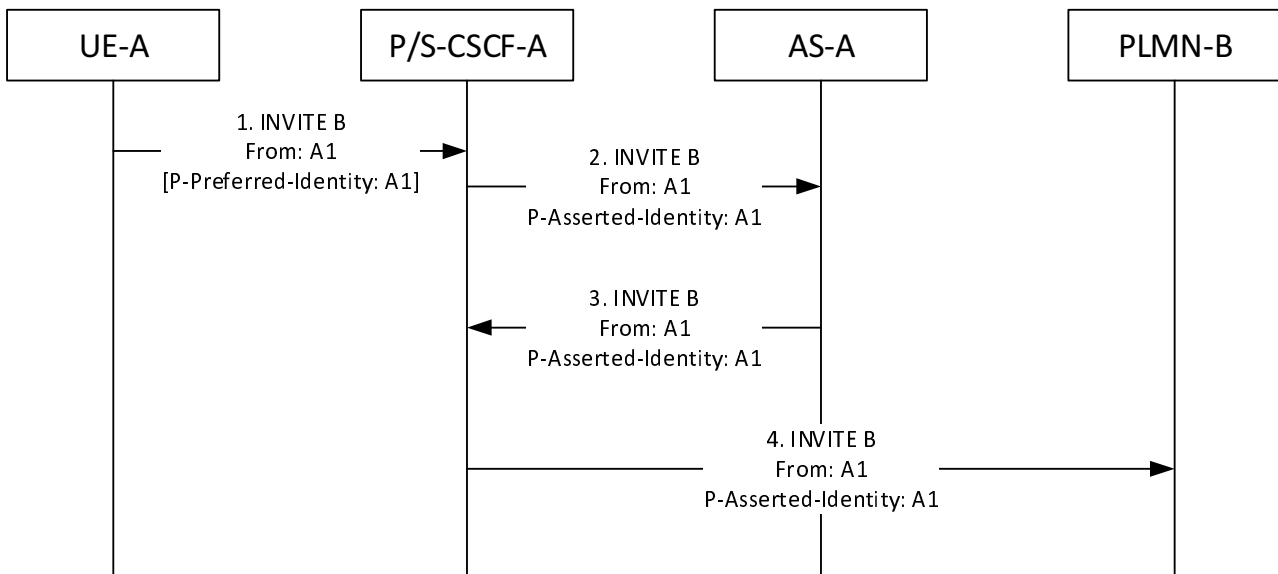 UE-A
P/S-CSCF-A
AS-A
PLMN-B
1. INVITE B
From: A1
[P-Preferred-Identity: A1]
2. INVITE B
From: A1
P-Asserted-Identity: A1
3. INVITE B
From: A1
P-Asserted-Identity: A1
4. INVITE B
From: A1
P-Asserted-Identity: A1